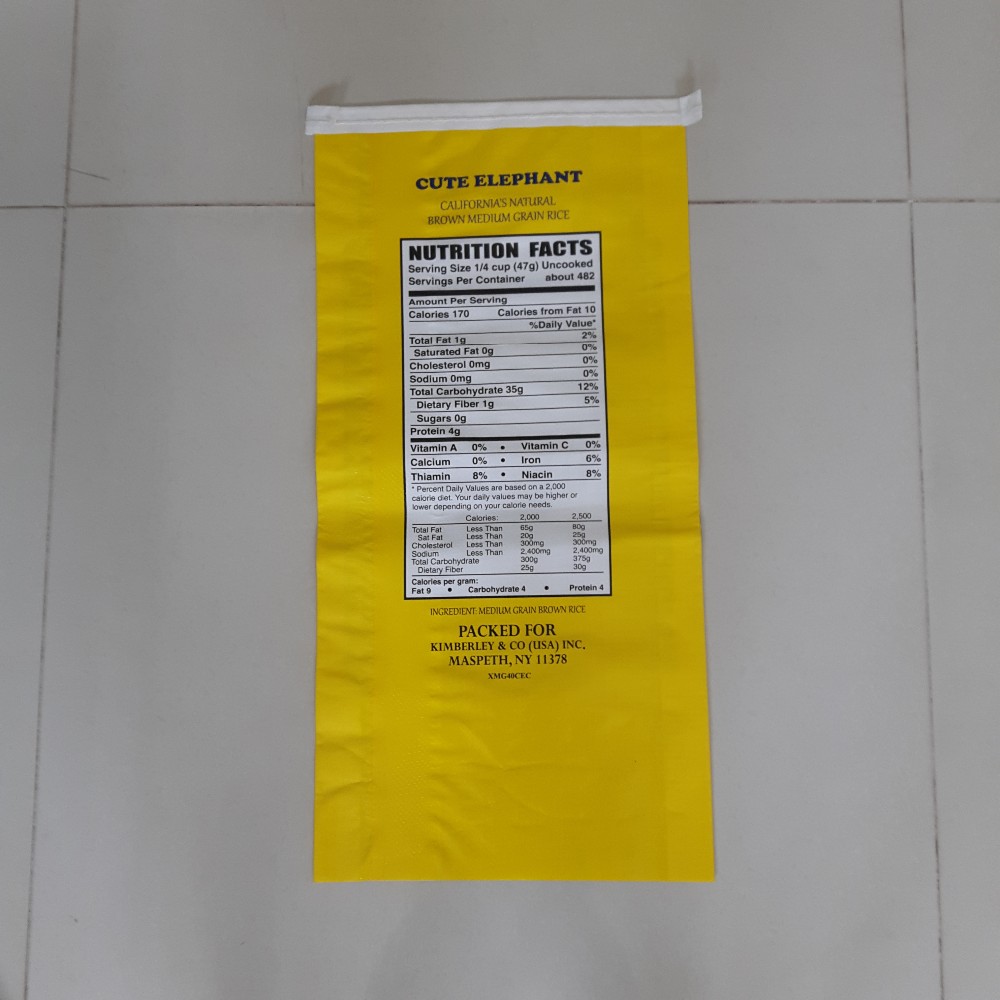 CUTE ELEPHANT
CALIFORNIA'S NATURAL
BROWN MEDIUM GRAIN RICE
NUTRITION FACTS
Serving Size 1/4 cup (47g) Uncooked
Servings Per Container about 482
Amount Per Serving
Calories 170 Calories from Fat 10
%Daily Value*
Total Fat 1g 2%
Saturated Fat 0g 0%
Cholesterol 0mg 0%
Sodium 0mg 0%
Total Carbohydrate 35g 12%
Dietary Fiber 1g 5%
Sugars 0g
Protein 4g
Vitamin A 0% • Vitamin C 0%
Calcium 0% • Iron 6%
Thiamin 8% • Niacin 8%
* Percent Daily Values are based on a 2,000
calorie diet. Your daily values may be higher or
lower depending on your calorie needs.
Calories: 2,000 2,500
Total Fat Less Than 65g 80g
Sat Fat Less Than 20g 25g
Cholesterol Less Than 300mg 300mg
Sodium Less Than 2,400mg 2,400mg
Total Carbohydrate 300g 375g
Dietary Fiber 25g 30g
Calories per gram:
Fat 9 • Carbohydrate 4 • Protein 4
INGREDIENT: MEDIUM GRAIN BROWN RICE
PACKED FOR
KIMBERLEY & CO (USA) INC,
MASPETH, NY 11378
XMG40CEC